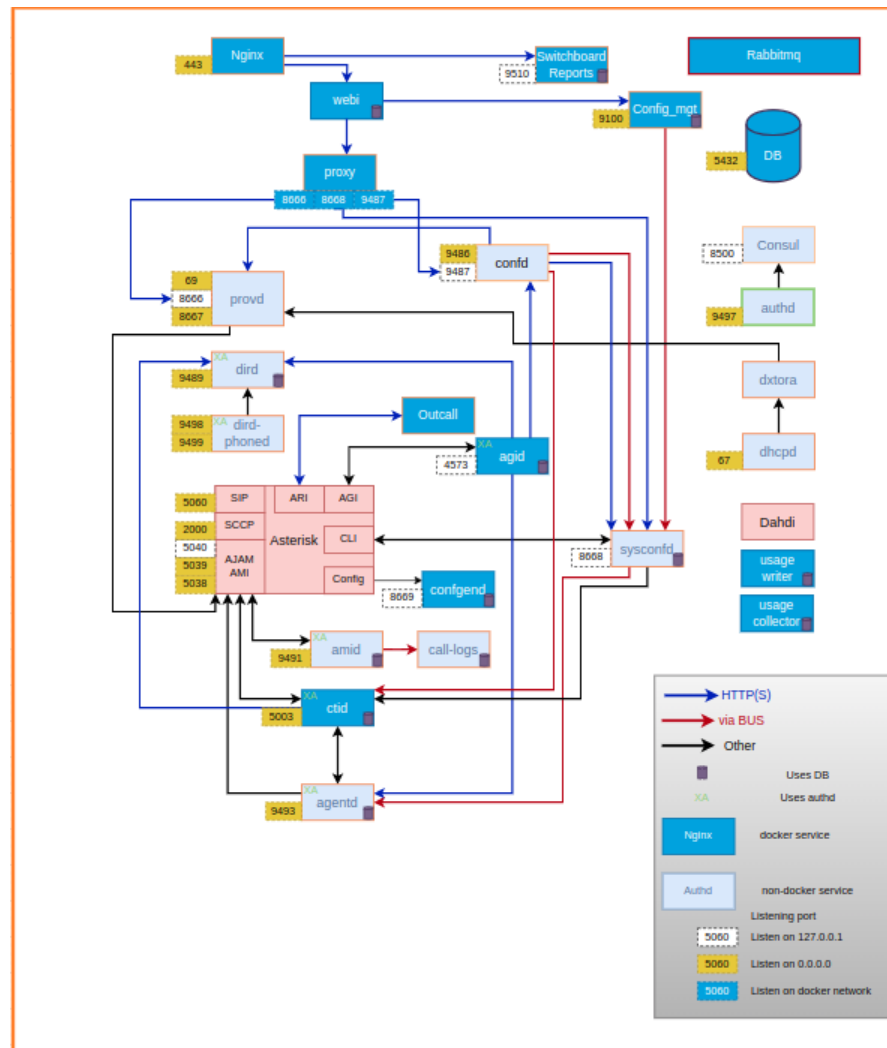 Nginx
443
Switchboard
Reports
9510
Rabbitmq
webi
Config_mgt
9100
DB
5432
proxy
8666
8668
9487
Consul
8500
9486
9487
confd
69
8666
8667
provd
authd
9497
XA
dird
9489
dxtora
9498
9499
XA
dird-
phoned
Outcall
XA
agid
4573
dhcpd
67
5060
SIP
ARI
AGI
2000
SCCP
Asterisk
CLI
5040
5039
5038
AJAM
AMI
Config
8669
confgend
sysconfd
8668
Dahdi
usage
writer
usage
collector
XA
amid
9491
call-logs
XA
ctid
5003
XA
agentd
9493
HTTP(S)
via BUS
Other
Uses DB
XA
Uses authd
Nginx
docker service
Authd
non-docker service
Listening port
5060
Listen on 127.0.0.1
5060
Listen on 0.0.0.0
5060
Listen on docker network